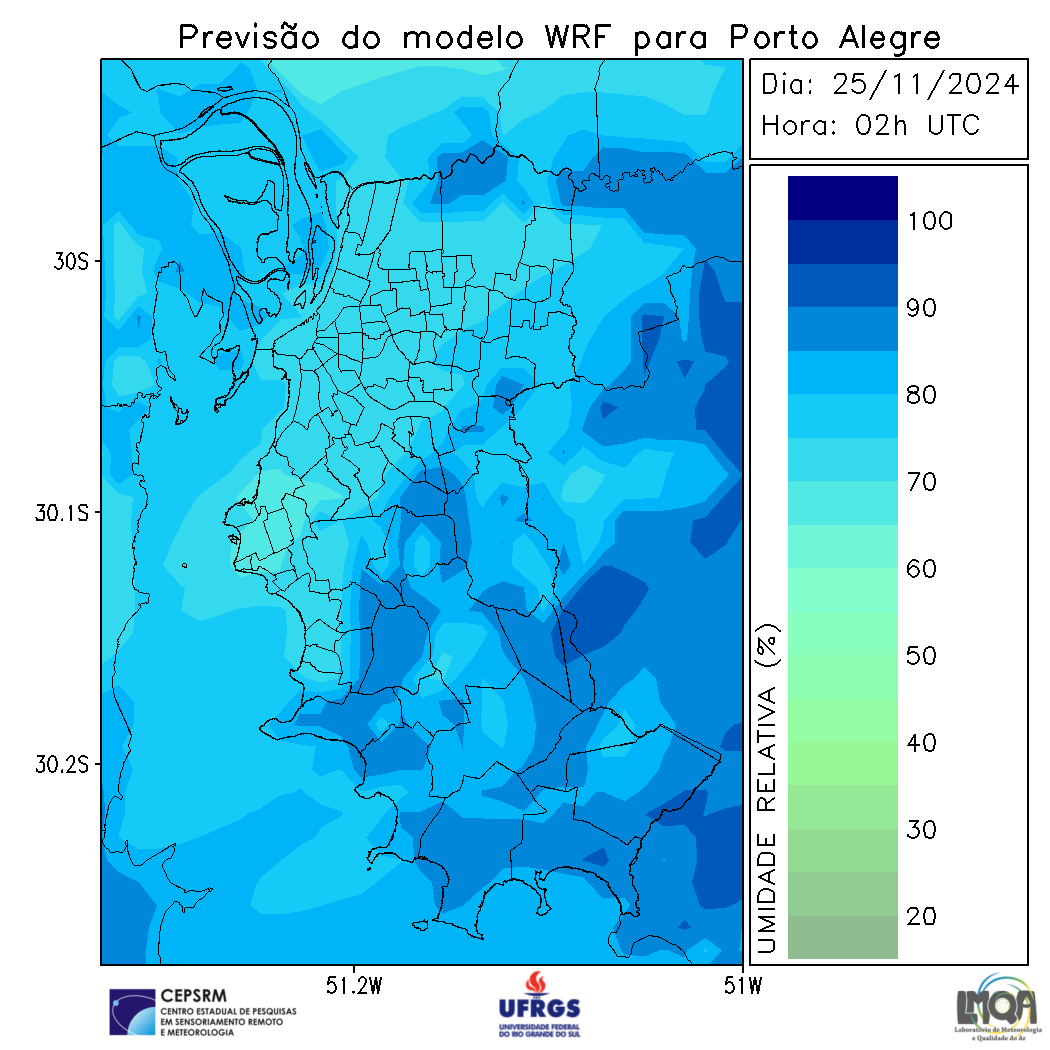 Previsão do modelo WRF para Porto Alegre
Dia: 25/11/2024
Hora: 02h UTC
30S
30.1S
30.2S
51.2W
51W
UMIDADE RELATIVA (%)
100
90
80
70
60
50
40
30
20
CEPSRM
CENTRO ESTADUAL DE PESQUISAS
EM SENSORIAMENTO REMOTO
E METEOROLOGIA
UFRGS
UNIVERSIDADE FEDERAL
DO RIO GRANDE DO SUL
LMQA
Laboratório de Meteorologia
e Qualidade do Ar